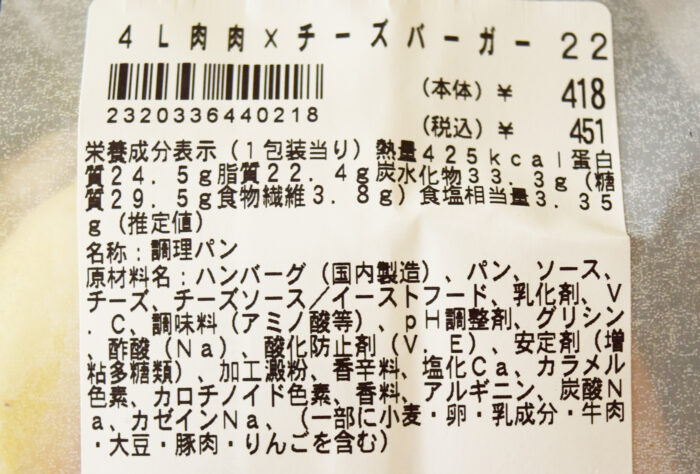 4L肉肉×チーズバーガー 22
(本体)¥ 418
2320336440218
(税込)¥ 451
栄養成分表示(1包装当り)熱量425kcal蛋白
質24.5g脂質22.4g炭水化物33.3g(糖
質29.5g食物繊維3.8g)食塩相当量3.35
g(推定値)
名称:調理パン
原材料名:ハンバーグ(国内製造)、パン、ソース、
チーズ、チーズソース/イーストフード、乳化剤、V
.C、調味料(アミノ酸等)、pH調整剤、グリシン
、酢酸(Na)、酸化防止剤(V.E)、安定剤(増
粘多糖類)、加工澱粉、香辛料、塩化Ca、カラメル
色素、カロチノイド色素、香料、アルギニン、炭酸N
a、カゼインNa、(一部に小麦・卵・乳成分・牛肉
・大豆・豚肉・りんごを含む)